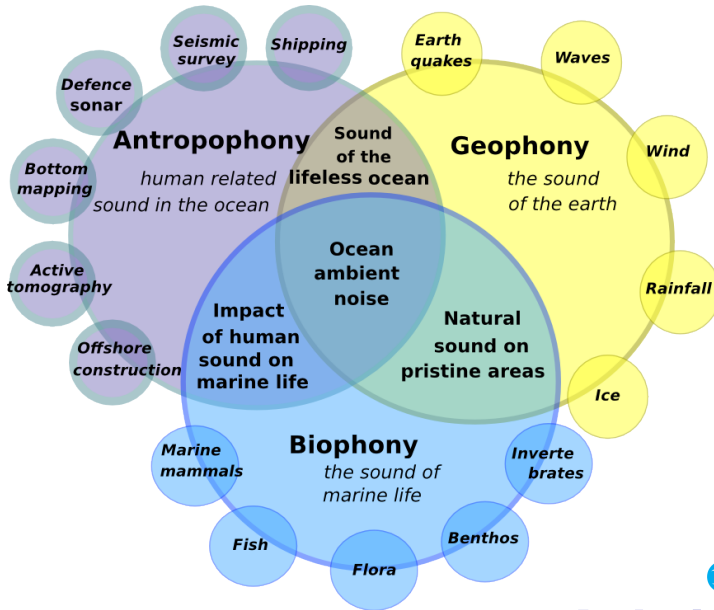 Seismic
survey
Shipping
Defence
sonar
Bottom
mapping
Active
tomography
Offshore
construction
Antropophony
human related
sound in the ocean
Sound
of the
lifeless ocean
Earth
quakes
Waves
Wind
Rainfall
Ice
Geophony
the sound
of the earth
Ocean
ambient
noise
Impact
of human
sound on
marine life
Natural
sound on
pristine areas
Biophony
the sound of
marine life
Marine
mammals
Fish
Flora
Benthos
Inverte
brates